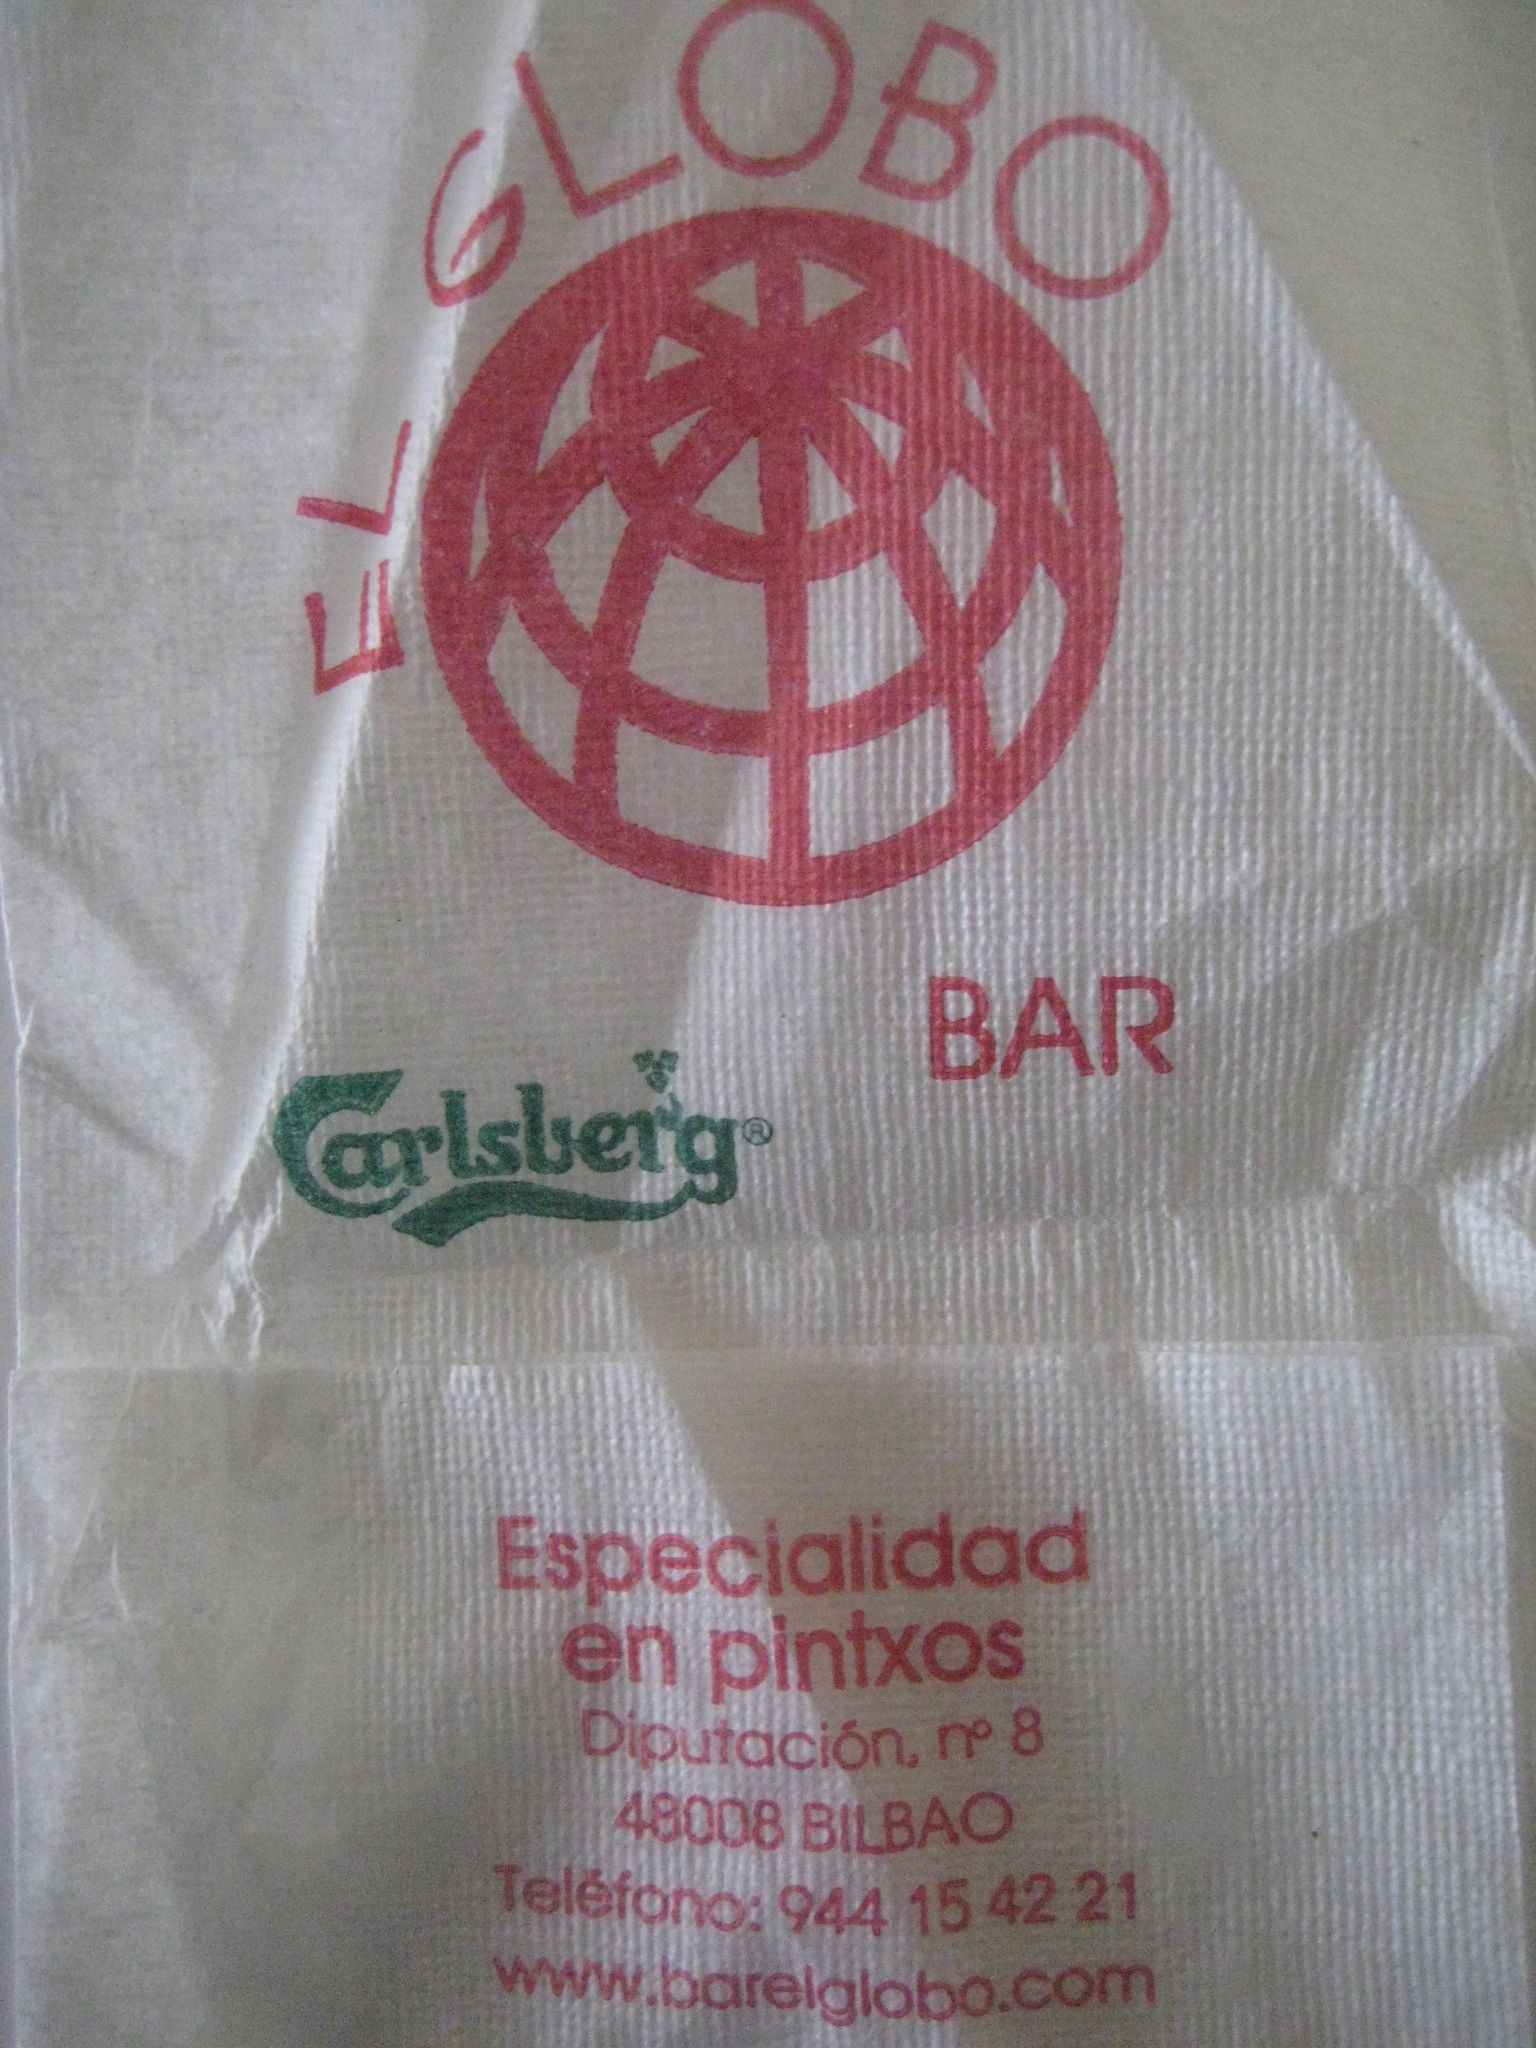 EL GLOBO
BAR
Carlsberg®
Especialidad
en pintxos
Diputación, nº 8
48008 BILBAO
Teléfono: 944 15 42 21
www.barelglobo.com